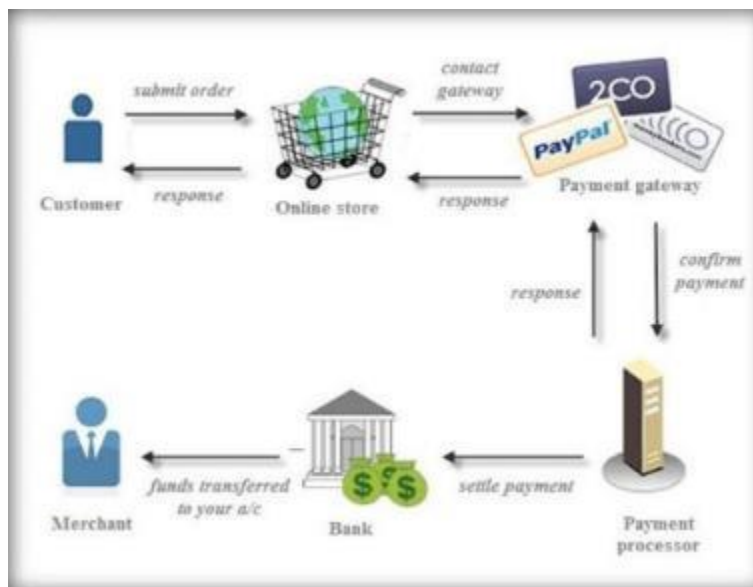 submit order
contact
gateway
2CO
PayPal
response
response
Customer
Online store
Payment gateway
response
confirm
payment
funds transferred
to your a/c
settle payment
Merchant
Bank
Payment
processor